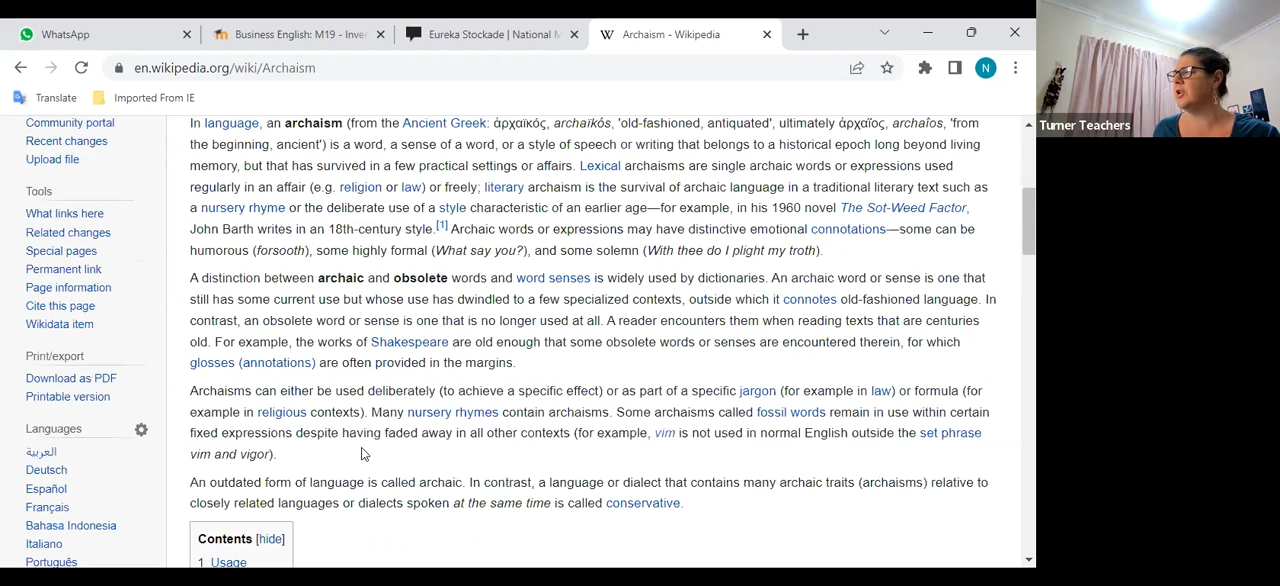 WhatsApp
Business English: M19 - Inver
Eureka Stockade | National M
W Archaism - Wikipedia
en.wikipedia.org/wiki/Archaism
N
Translate
Imported From IE
Turner Teachers
Community portal
Recent changes
Upload file
Tools
What links here
Related changes
Special pages
Permanent link
Page information
Cite this page
Wikidata item
Print/export
Download as PDF
Printable version
Languages
العربية
Deutsch
Español
Français
Bahasa Indonesia
Italiano
Português
In language, an archaism (from the Ancient Greek: ἀρχαϊκός, archaïkós, 'old-fashioned, antiquated', ultimately ἀρχαῖος, archaîos, 'from
the beginning, ancient') is a word, a sense of a word, or a style of speech or writing that belongs to a historical epoch long beyond living
memory, but that has survived in a few practical settings or affairs. Lexical archaisms are single archaic words or expressions used
regularly in an affair (e.g. religion or law) or freely; literary archaism is the survival of archaic language in a traditional literary text such as
a nursery rhyme or the deliberate use of a style characteristic of an earlier age—for example, in his 1960 novel The Sot-Weed Factor,
John Barth writes in an 18th-century style.[1] Archaic words or expressions may have distinctive emotional connotations—some can be
humorous (forsooth), some highly formal (What say you?), and some solemn (With thee do I plight my troth).
A distinction between archaic and obsolete words and word senses is widely used by dictionaries. An archaic word or sense is one that
still has some current use but whose use has dwindled to a few specialized contexts, outside which it connotes old-fashioned language. In
contrast, an obsolete word or sense is one that is no longer used at all. A reader encounters them when reading texts that are centuries
old. For example, the works of Shakespeare are old enough that some obsolete words or senses are encountered therein, for which
glosses (annotations) are often provided in the margins.
Archaisms can either be used deliberately (to achieve a specific effect) or as part of a specific jargon (for example in law) or formula (for
example in religious contexts). Many nursery rhymes contain archaisms. Some archaisms called fossil words remain in use within certain
fixed expressions despite having faded away in all other contexts (for example, vim is not used in normal English outside the set phrase
vim and vigor).
An outdated form of language is called archaic. In contrast, a language or dialect that contains many archaic traits (archaisms) relative to
closely related languages or dialects spoken at the same time is called conservative.
Contents [hide]
1 Usage